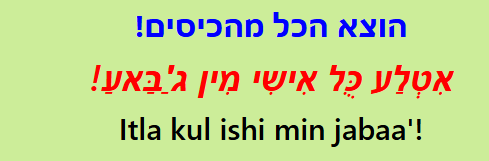 הוצא הכל מהכיסים!
אִטְלַע כֻּל אִישִי מִין ג'ַבַּאעַ!
Itla kul ishi min jabaa'!